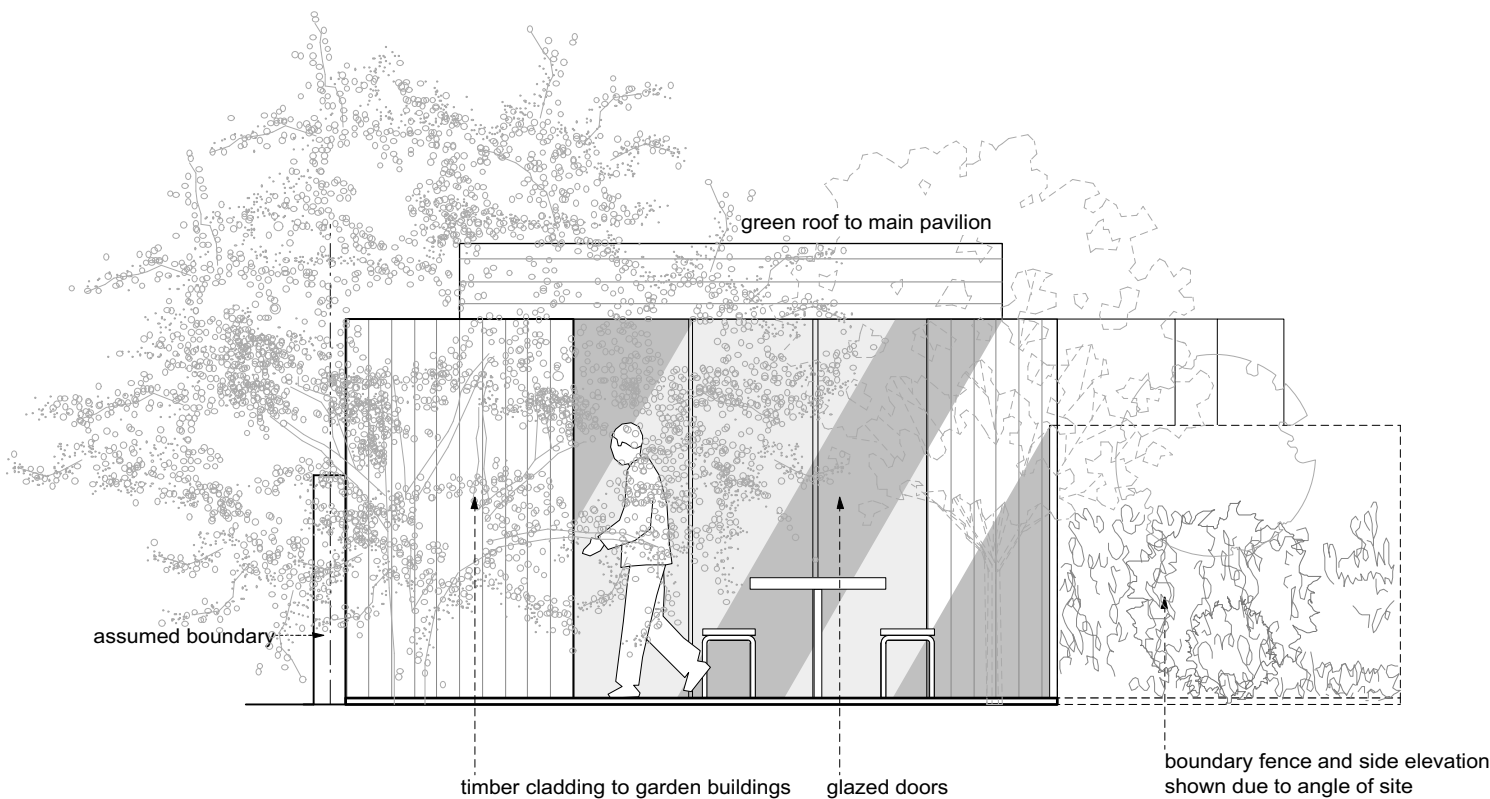 green roof to main pavilion
assumed boundary
timber cladding to garden buildings
glazed doors
boundary fence and side elevation
shown due to angle of site